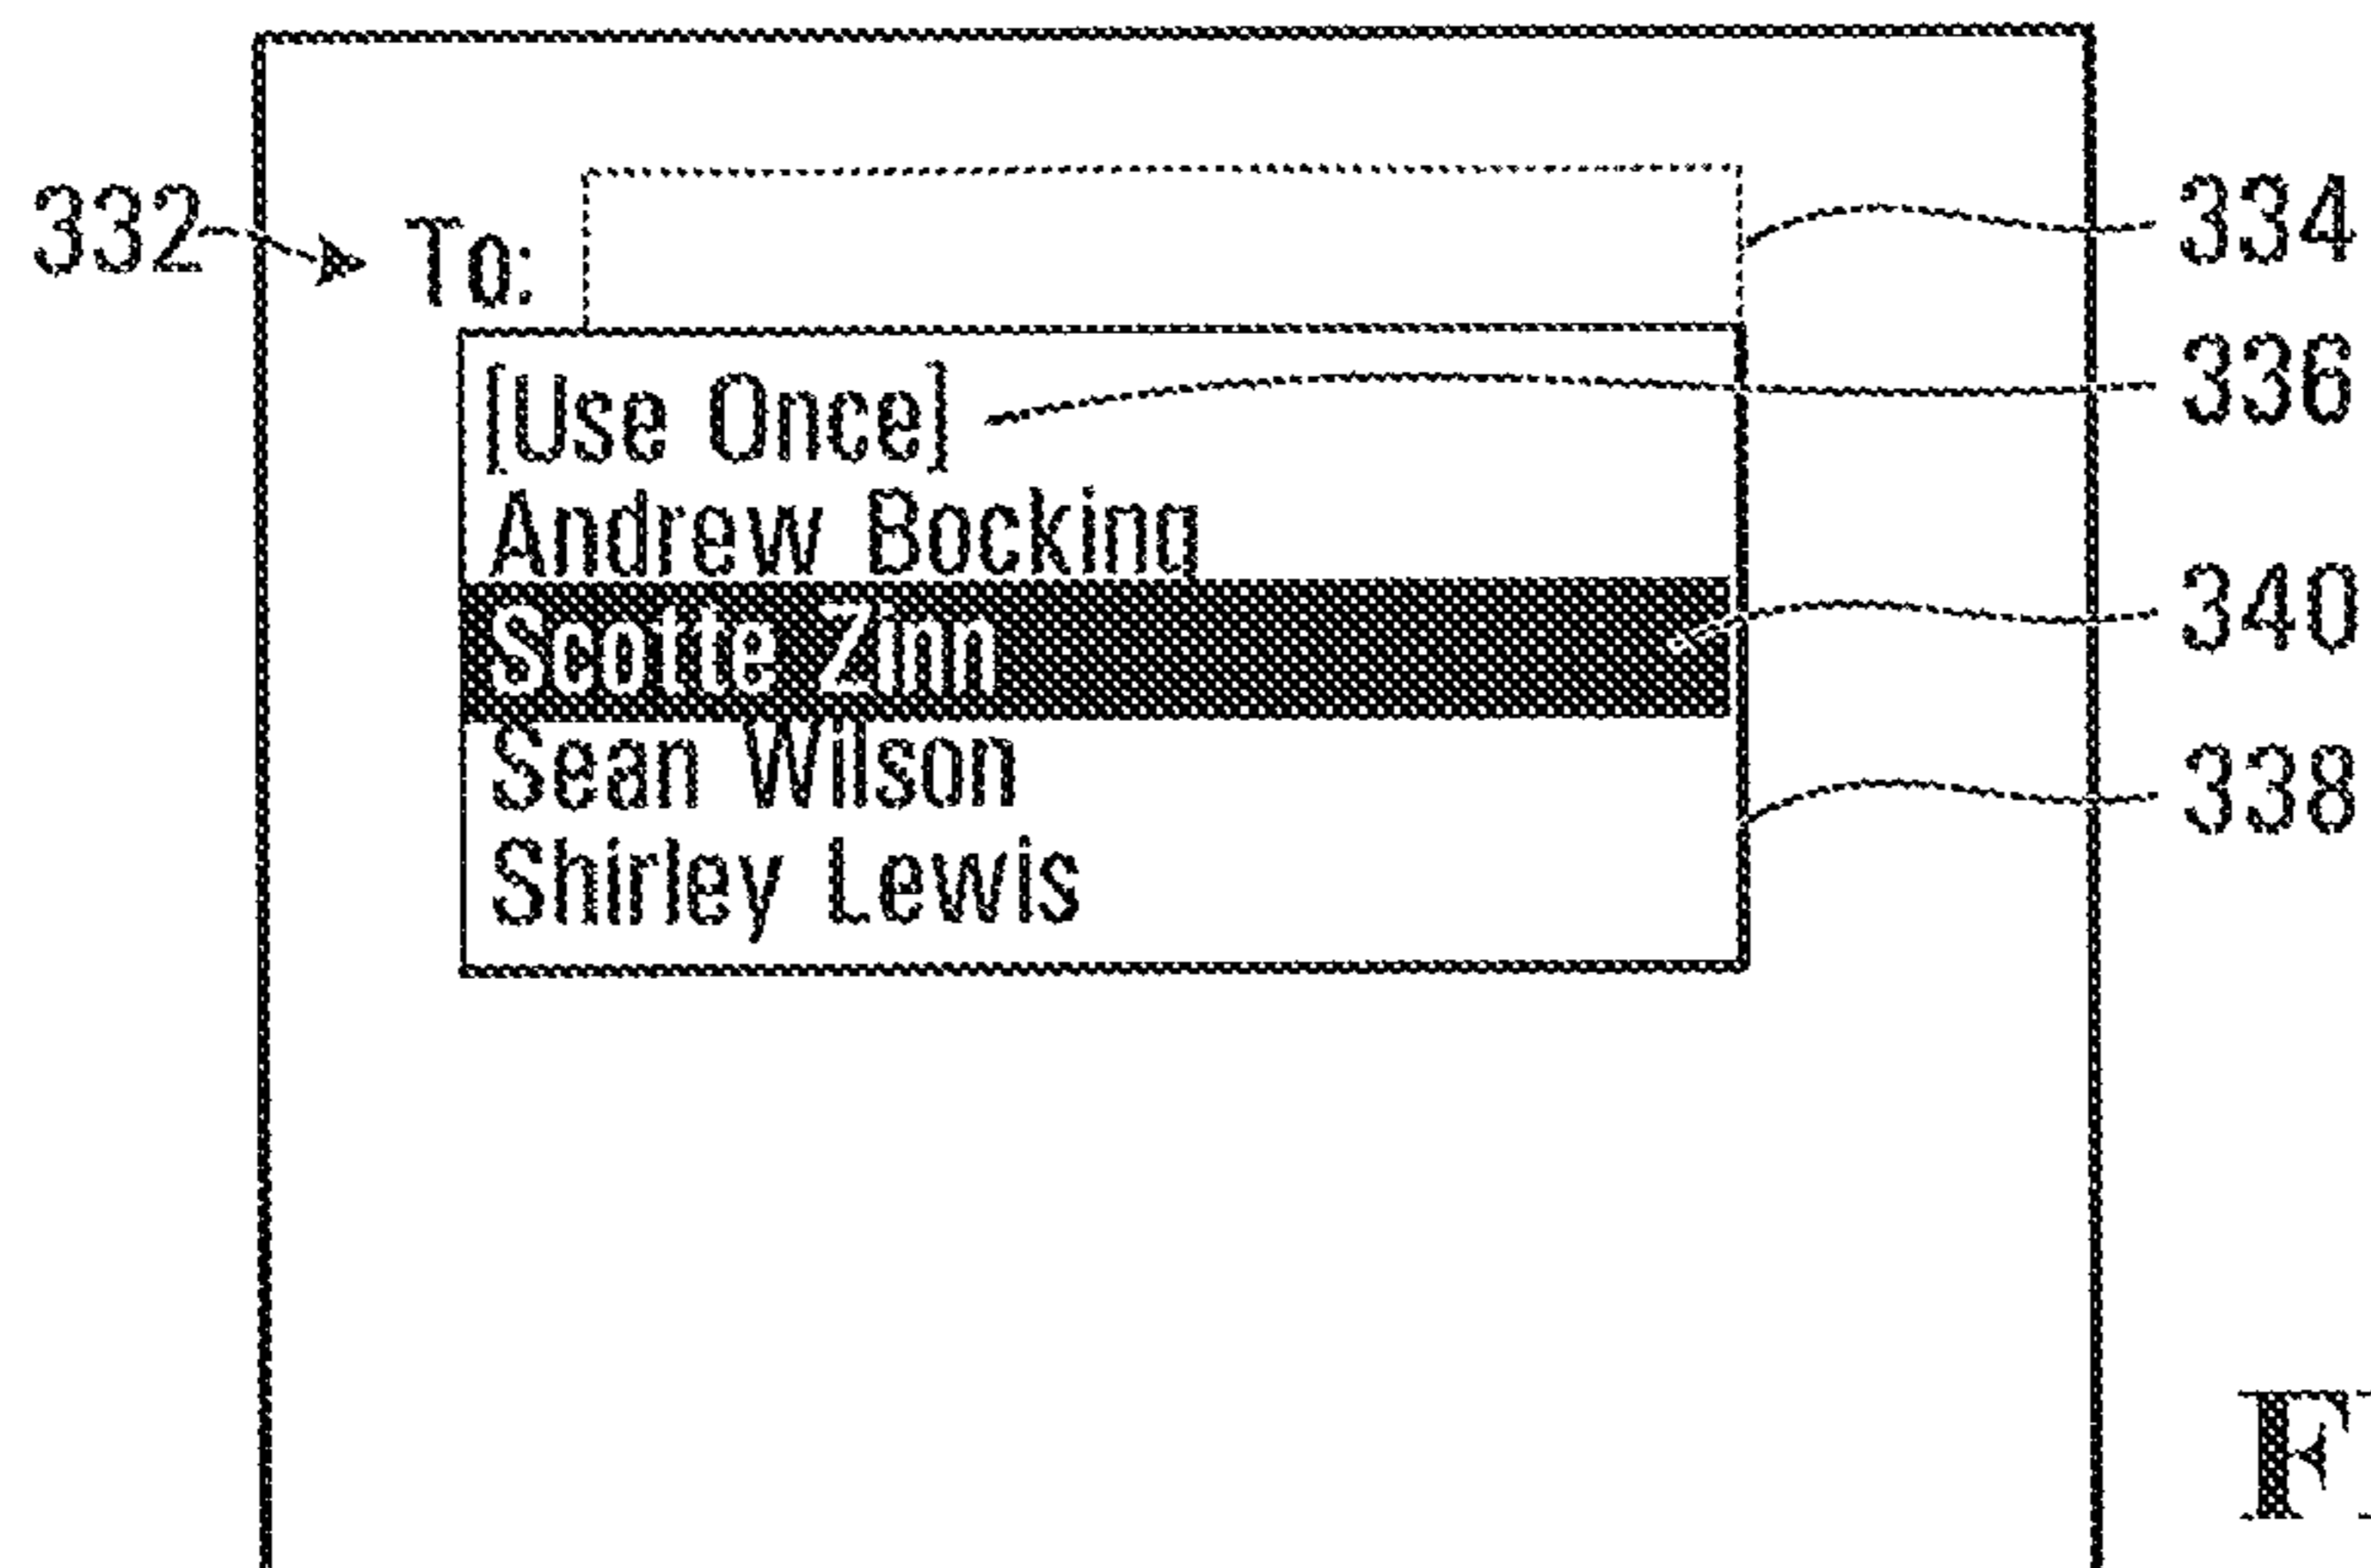 332 To: 334
[Use Once] 336
Andrew Bocking
Scotte Zinn 340
Sean Wilson 338
Shirley Lewis